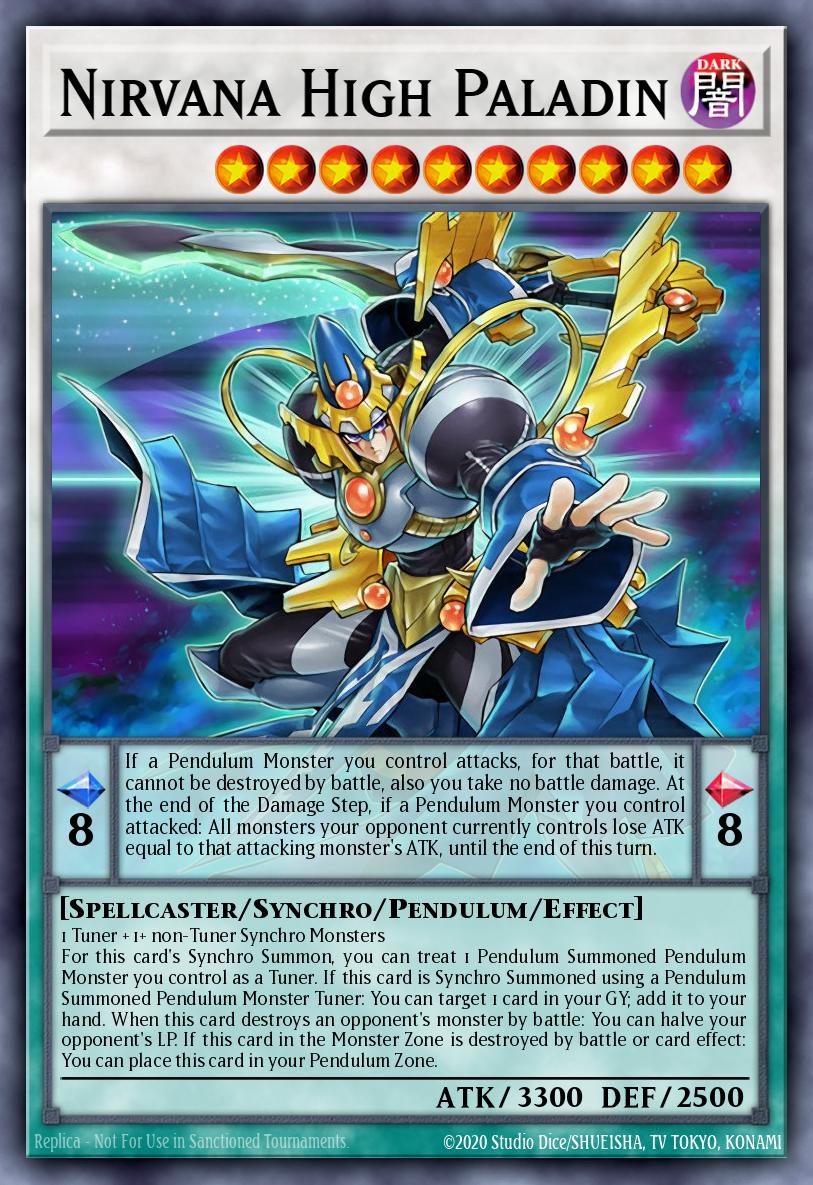 Nirvana High Paladin
DARK
闇
If a Pendulum Monster you control attacks, for that battle, it
cannot be destroyed by battle, also you take no battle damage. At
the end of the Damage Step, if a Pendulum Monster you control
attacked: All monsters your opponent currently controls lose ATK
equal to that attacking monster's ATK, until the end of this turn.
8
8
[Spellcaster/Synchro/Pendulum/Effect]
1 Tuner + 1+ non-Tuner Synchro Monsters
For this card's Synchro Summon, you can treat 1 Pendulum Summoned Pendulum
Monster you control as a Tuner. If this card is Synchro Summoned using a Pendulum
Summoned Pendulum Monster Tuner: You can target 1 card in your GY; add it to your
hand. When this card destroys an opponent's monster by battle: You can halve your
opponent's LP. If this card in the Monster Zone is destroyed by battle or card effect:
You can place this card in your Pendulum Zone.
ATK/3300 DEF/2500
Replica - Not For Use in Sanctioned Tournaments.
©2020 Studio Dice/SHUEISHA, TV TOKYO, KONAMI